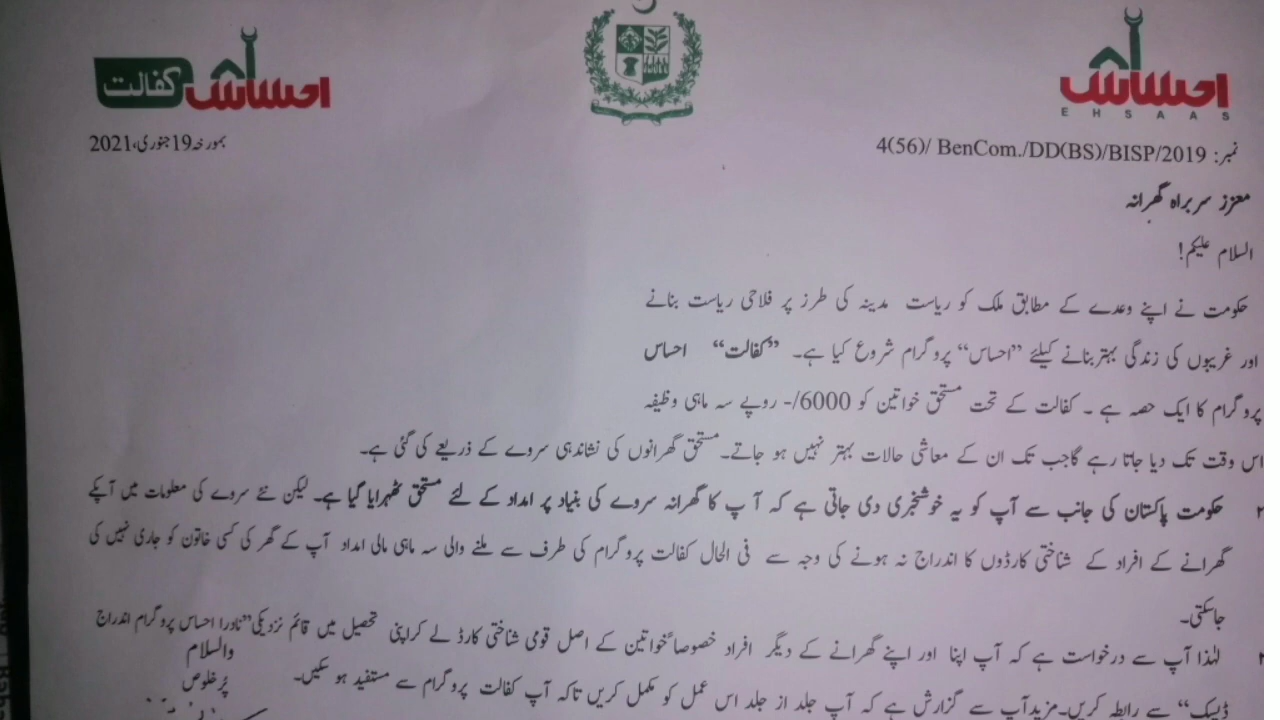 احساس کفالت
احساس
EHSAAS
نمبر: 4(56)/ BenCom./DD(BS)/BISP/2019
بمورخہ 19 جنوری، 2021
معزز سربراہ گھرانہ
السلام علیکم!
حکومت نے اپنے وعدے کے مطابق ملک کو ریاست مدینہ کی طرز پر فلاحی ریاست بنانے
اور غریبوں کی زندگی بہتر بنانے کیلئے ”احساس“ پروگرام شروع کیا ہے۔ ”کفالت“ احساس
پروگرام کا ایک حصہ ہے ۔ کفالت کے تحت مستحق خواتین کو 6000/- روپے سہ ماہی وظیفہ
اس وقت تک دیا جاتا رہے گا جب تک ان کے معاشی حالات بہتر نہیں ہو جاتے۔ مستحق گھرانوں کی نشاندہی سروے کے ذریعے کی گئی ہے۔
۲ حکومت پاکستان کی جانب سے آپ کو یہ خوشخبری دی جاتی ہے کہ آ پ کا گھرانہ سروے کی بنیاد پر امداد کے لئے مستحق ٹھہرایا گیا ہے۔ لیکن نئے سروے کی معلومات میں آپکے
گھرانے کے افراد کے شناختی کارڈوں کا اندراج نہ ہونے کی وجہ سے فی الحال کفالت پروگرام کی طرف سے ملنے والی سہ ماہی مالی امداد آپ کے گھر کی کسی خاتون کو جاری نہیں کی
جاسکتی۔
لہٰذا آپ سے درخواست ہے کہ آپ اپنا اور اپنے گھرانے کے دیگر افراد خصوصاً خواتین کے اصل قومی شناختی کارڈ لے کر اپنی تحصیل میں قائم نزدیکی ”نادرا احساس پروگرام اندراج
ڈیسک“ سے رابطہ کریں۔ مزید آپ سے گزارش ہے کہ آپ جلد از جلد اس عمل کو مکمل کریں تاکہ آپ کفالت پروگرام سے مستفید ہو سکیں۔
والسلام
پُرخلوص